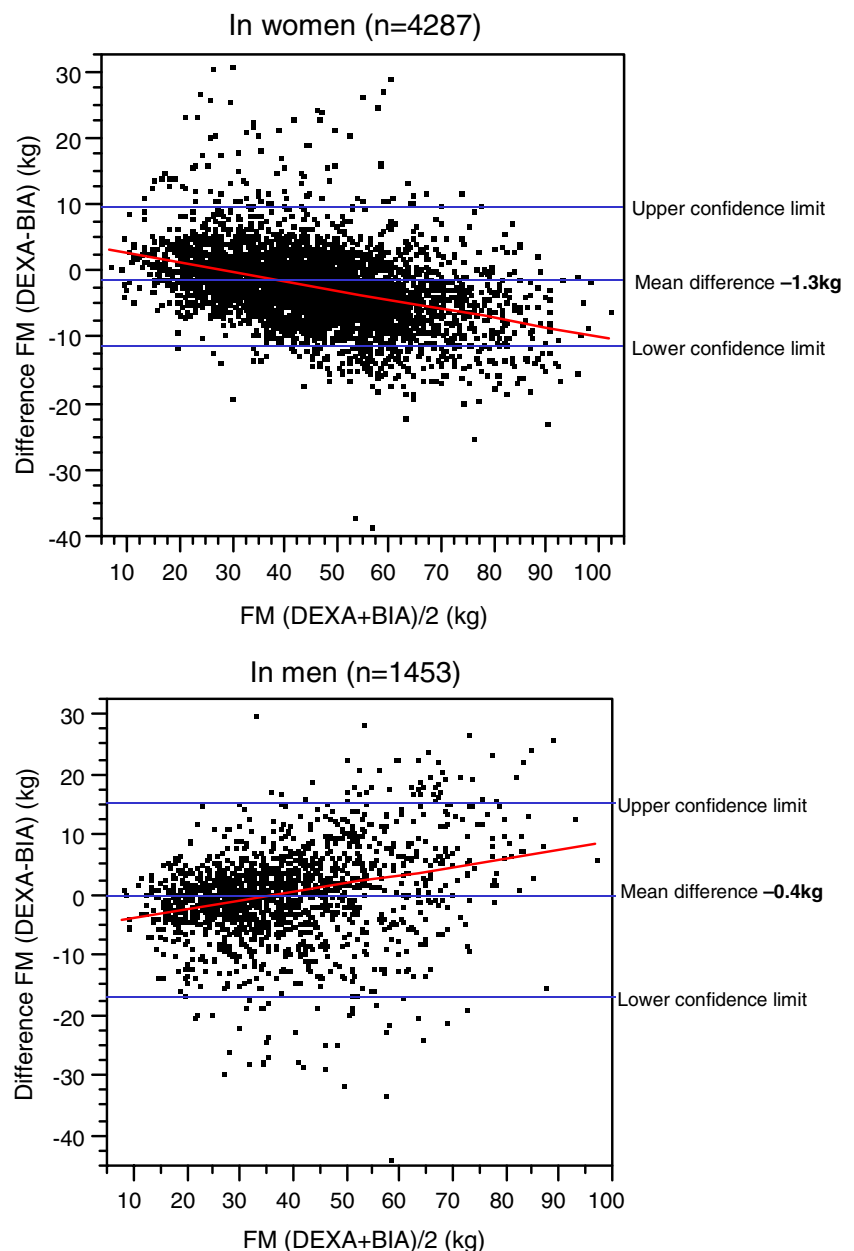 In women (n=4287)
Difference FM (DEXA-BIA) (kg)
30
20
10
0
-10
-20
-30
-40
Upper confidence limit
Mean difference –1.3kg
Lower confidence limit
10 20 30 40 50 60 70 80 90 100
FM (DEXA+BIA)/2 (kg)
In men (n=1453)
Difference FM (DEXA-BIA) (kg)
30
20
10
0
-10
-20
-30
-40
Upper confidence limit
Mean difference –0.4kg
Lower confidence limit
10 20 30 40 50 60 70 80 90 100
FM (DEXA+BIA)/2 (kg)